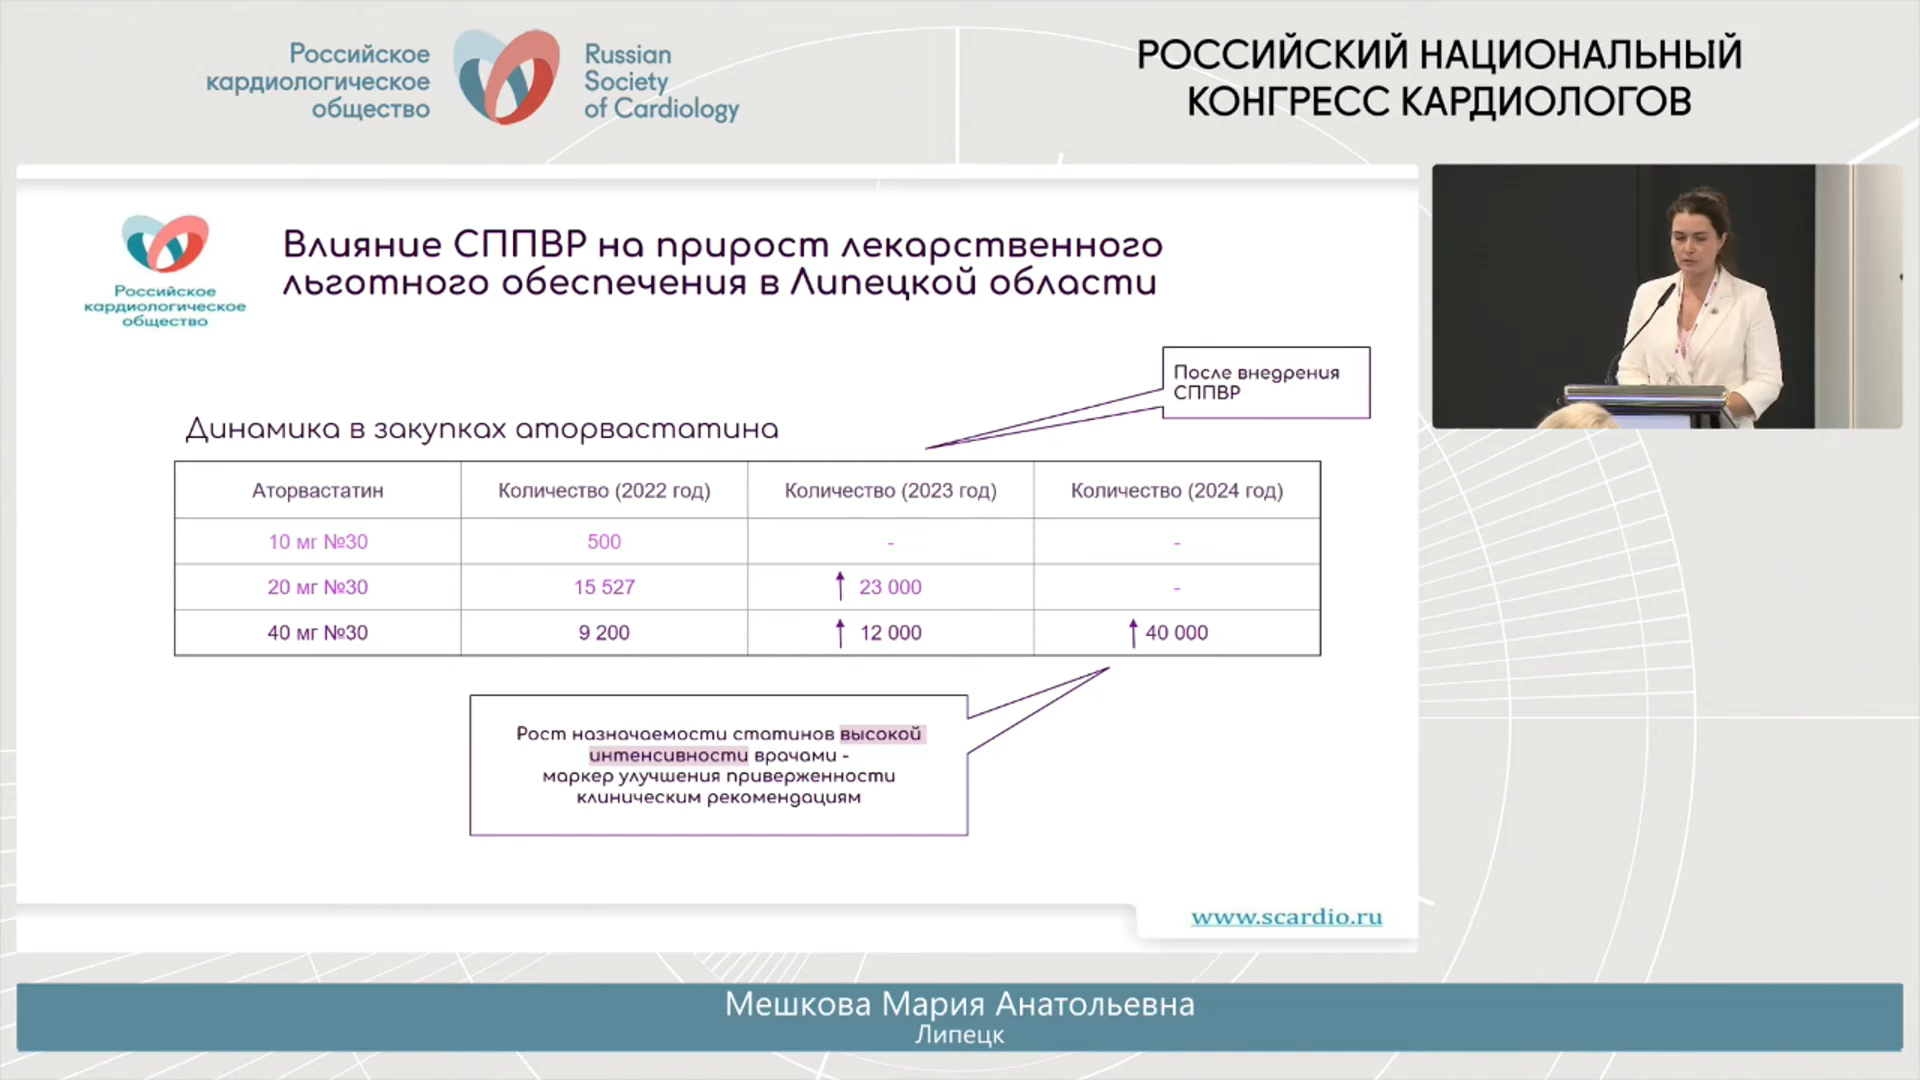 Российское
кардиологическое
общество
Russian
Society
of Cardiology
РОССИЙСКИЙ НАЦИОНАЛЬНЫЙ
КОНГРЕСС КАРДИОЛОГОВ
Российское
кардиологическое
общество
Влияние СППВР на прирост лекарственного
льготного обеспечения в Липецкой области
После внедрения
СППВР
Динамика в закупках аторвастатина
Аторвастатин Количество (2022 год) Количество (2023 год) Количество (2024 год)
10 мг №30 500 - -
20 мг №30 15 527 ↑ 23 000 -
40 мг №30 9 200 ↑ 12 000 ↑ 40 000
Рост назначаемости статинов высокой
интенсивности врачами -
маркер улучшения приверженности
клиническим рекомендациям
www.scardio.ru
Мешкова Мария Анатольевна
Липецк